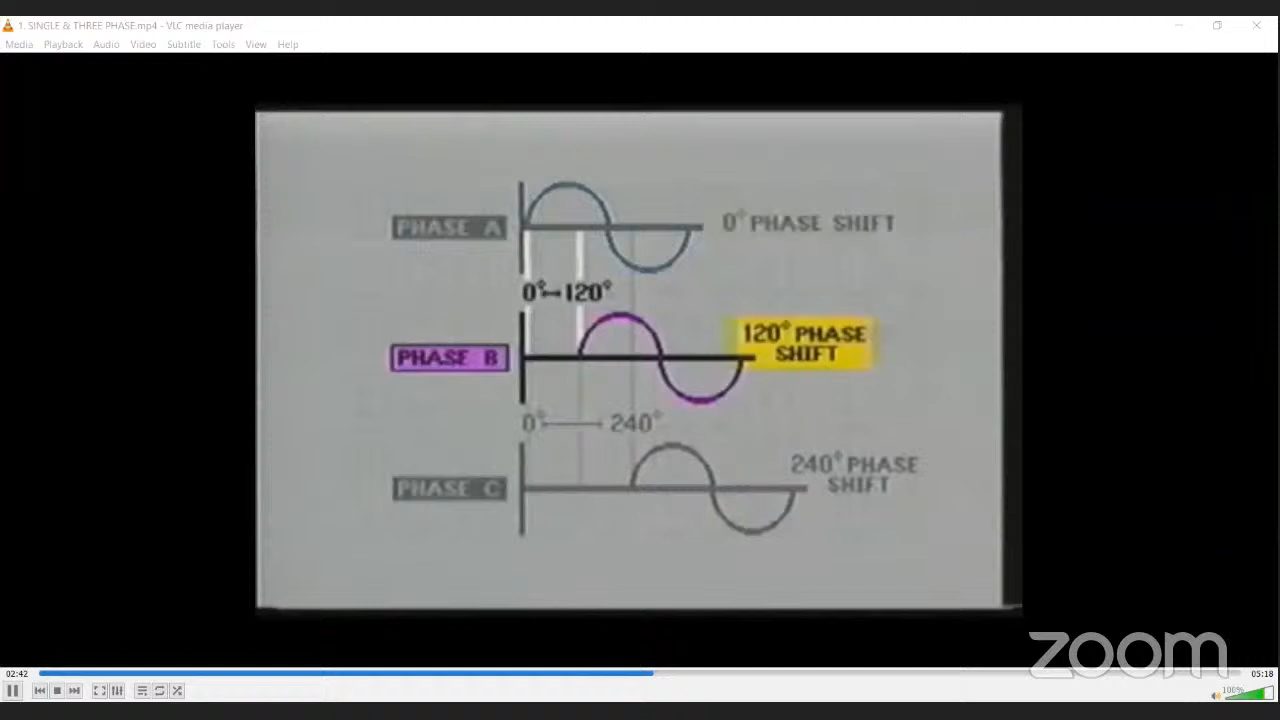 1. SINGLE & THREE PHASE.mp4 - VLC media player
Media Playback Audio Video Subtitle Tools View Help
PHASE A
0° PHASE SHIFT
0° 120°
PHASE B
120° PHASE
SHIFT
0° 240°
PHASE C
240° PHASE
SHIFT
zoom
02:42
05:18
100%